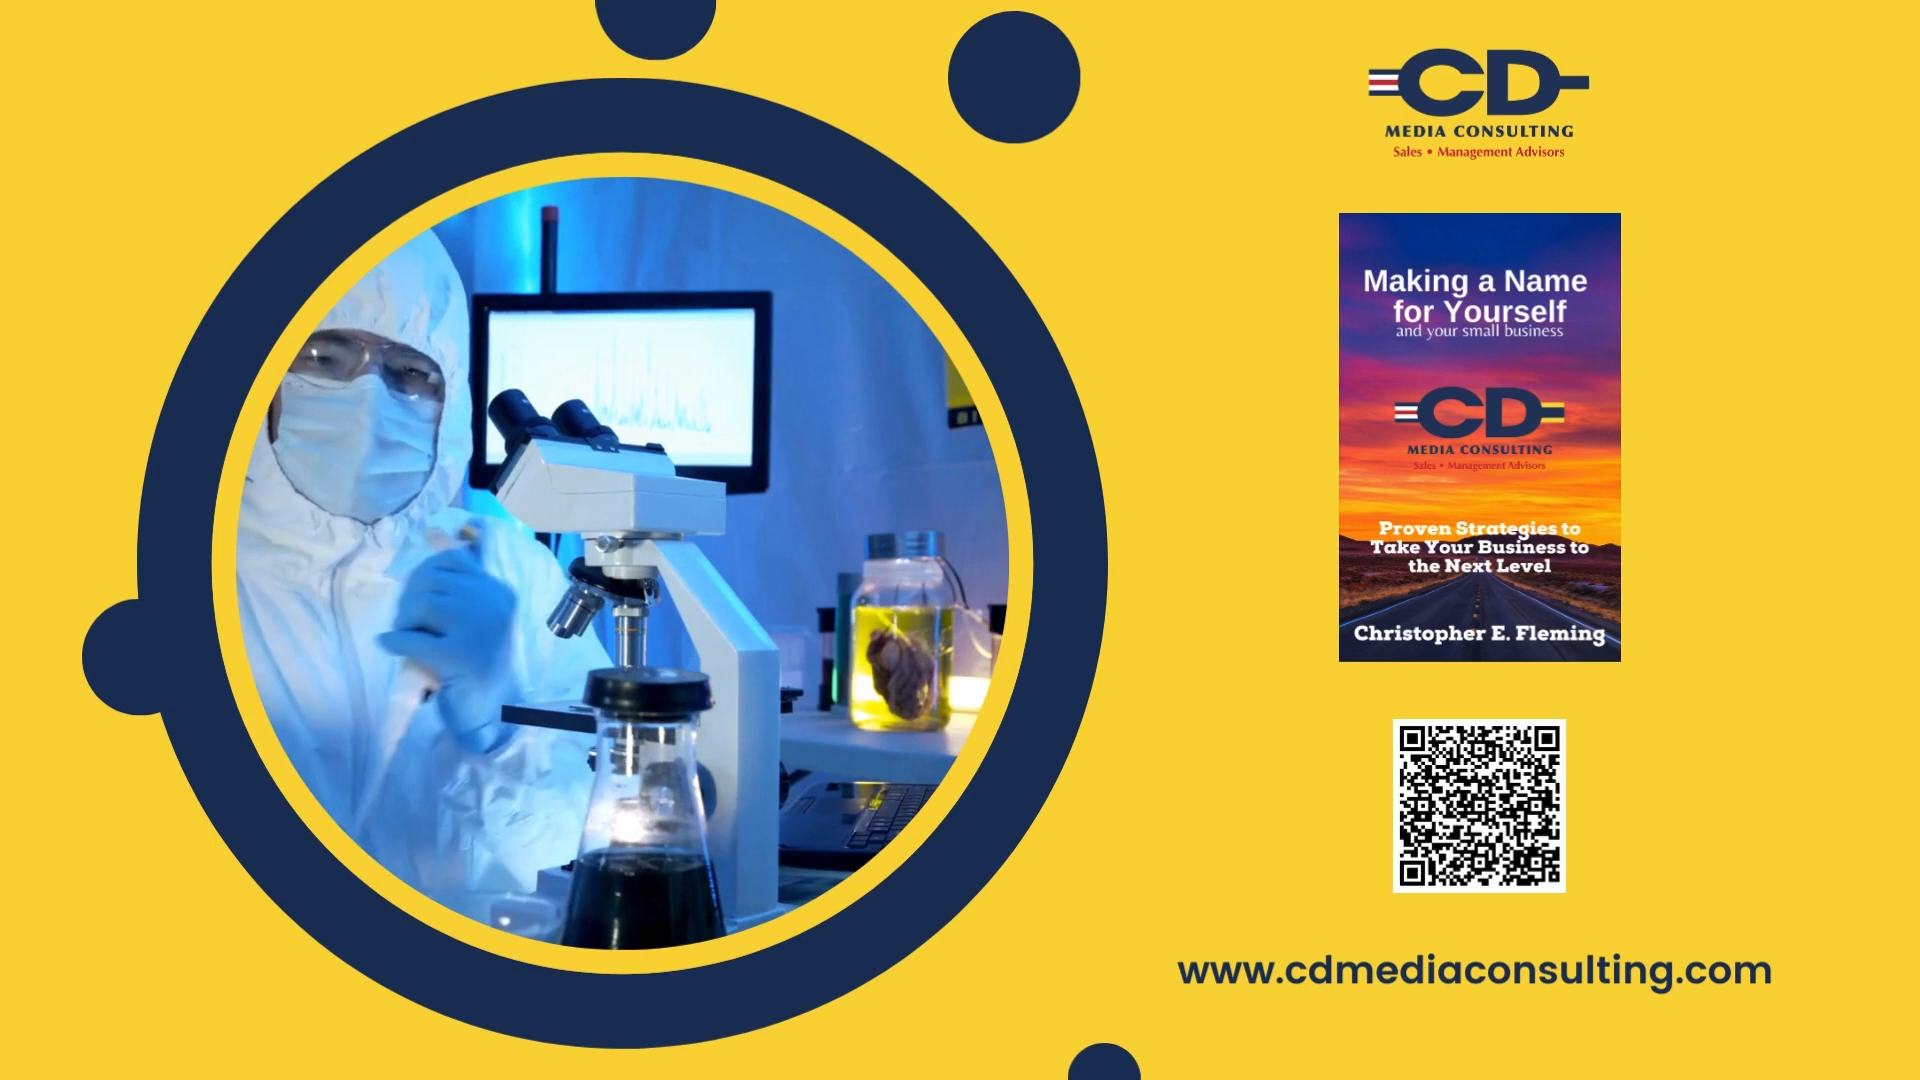 CD
MEDIA CONSULTING
Sales • Management Advisors
Making a Name
for Yourself
and your small business
CD
MEDIA CONSULTING
Sales • Management Advisors
Proven Strategies to
Take Your Business to
the Next Level
Christopher E. Fleming
www.cdmediaconsulting.com